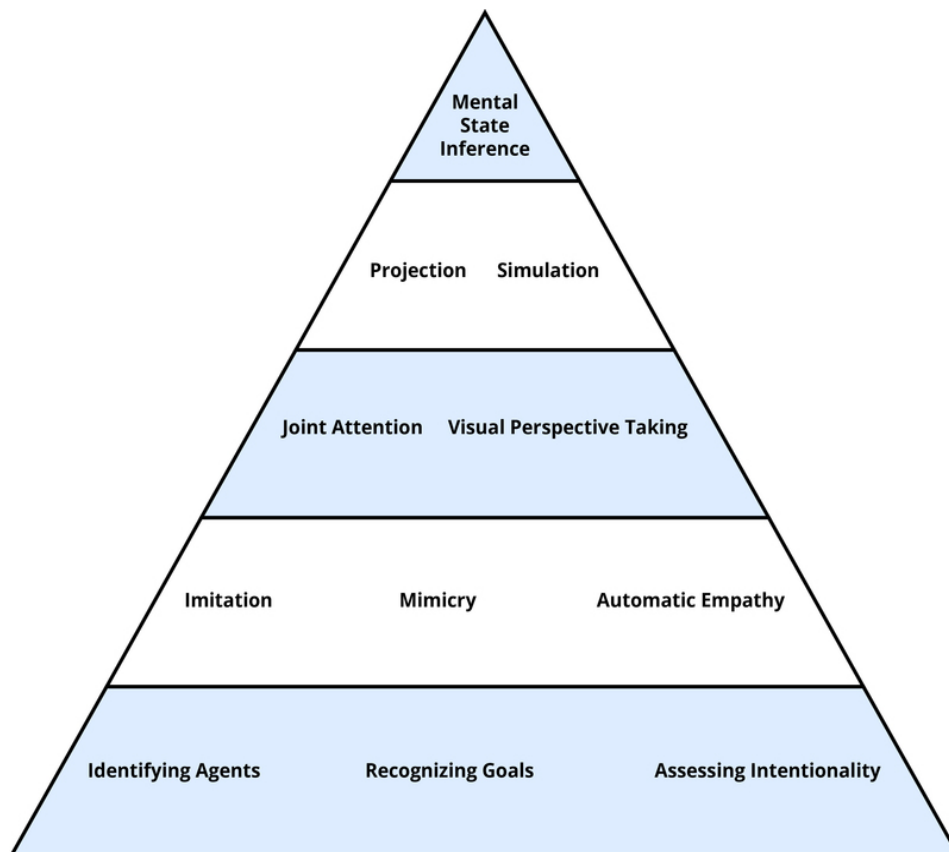 Mental
State
Inference
Projection Simulation
Joint Attention Visual Perspective Taking
Imitation Mimicry Automatic Empathy
Identifying Agents Recognizing Goals Assessing Intentionality